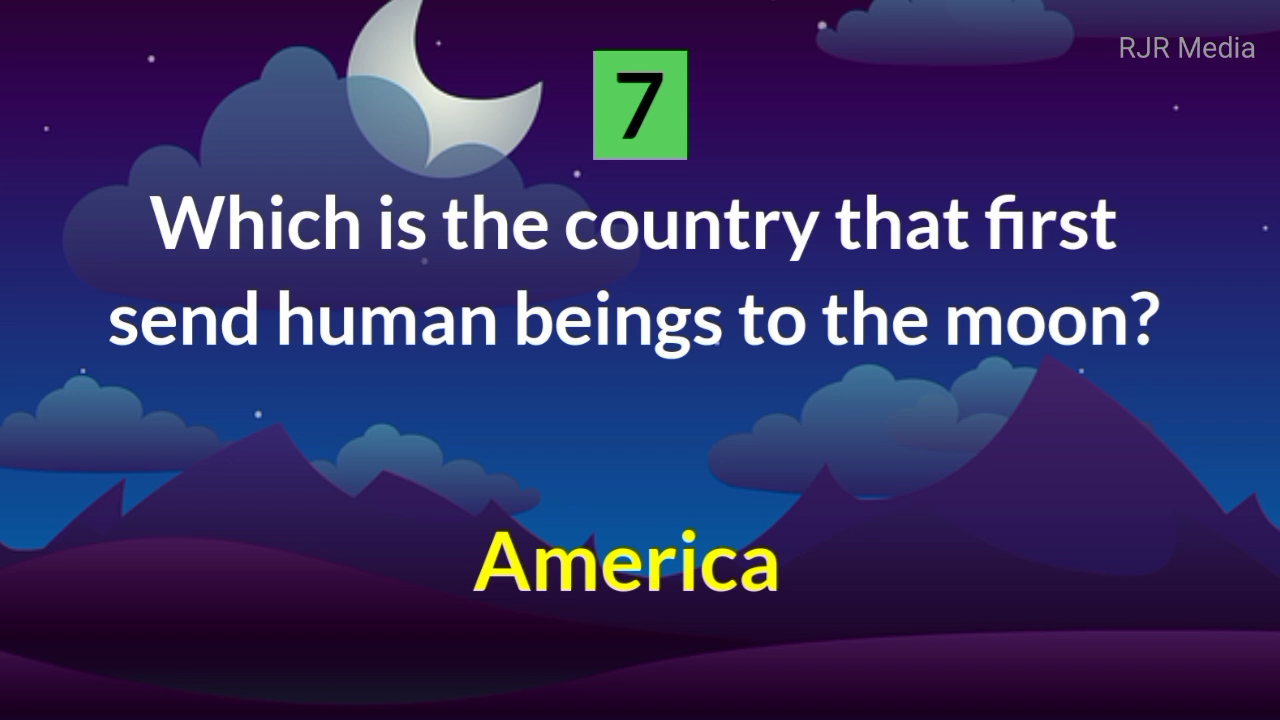 RJR Media
7
Which is the country that first
send human beings to the moon?
America